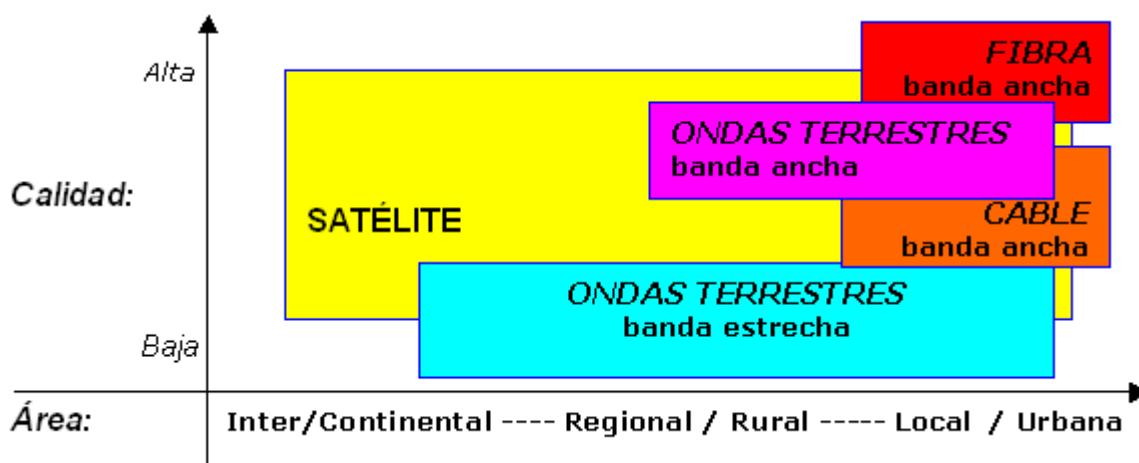 Alta
FIBRA
banda ancha
ONDAS TERRESTRES
banda ancha
Calidad:
SATÉLITE
CABLE
banda ancha
ONDAS TERRESTRES
banda estrecha
Baja
Área:
Inter/Continental ---- Regional / Rural ----- Local / Urbana